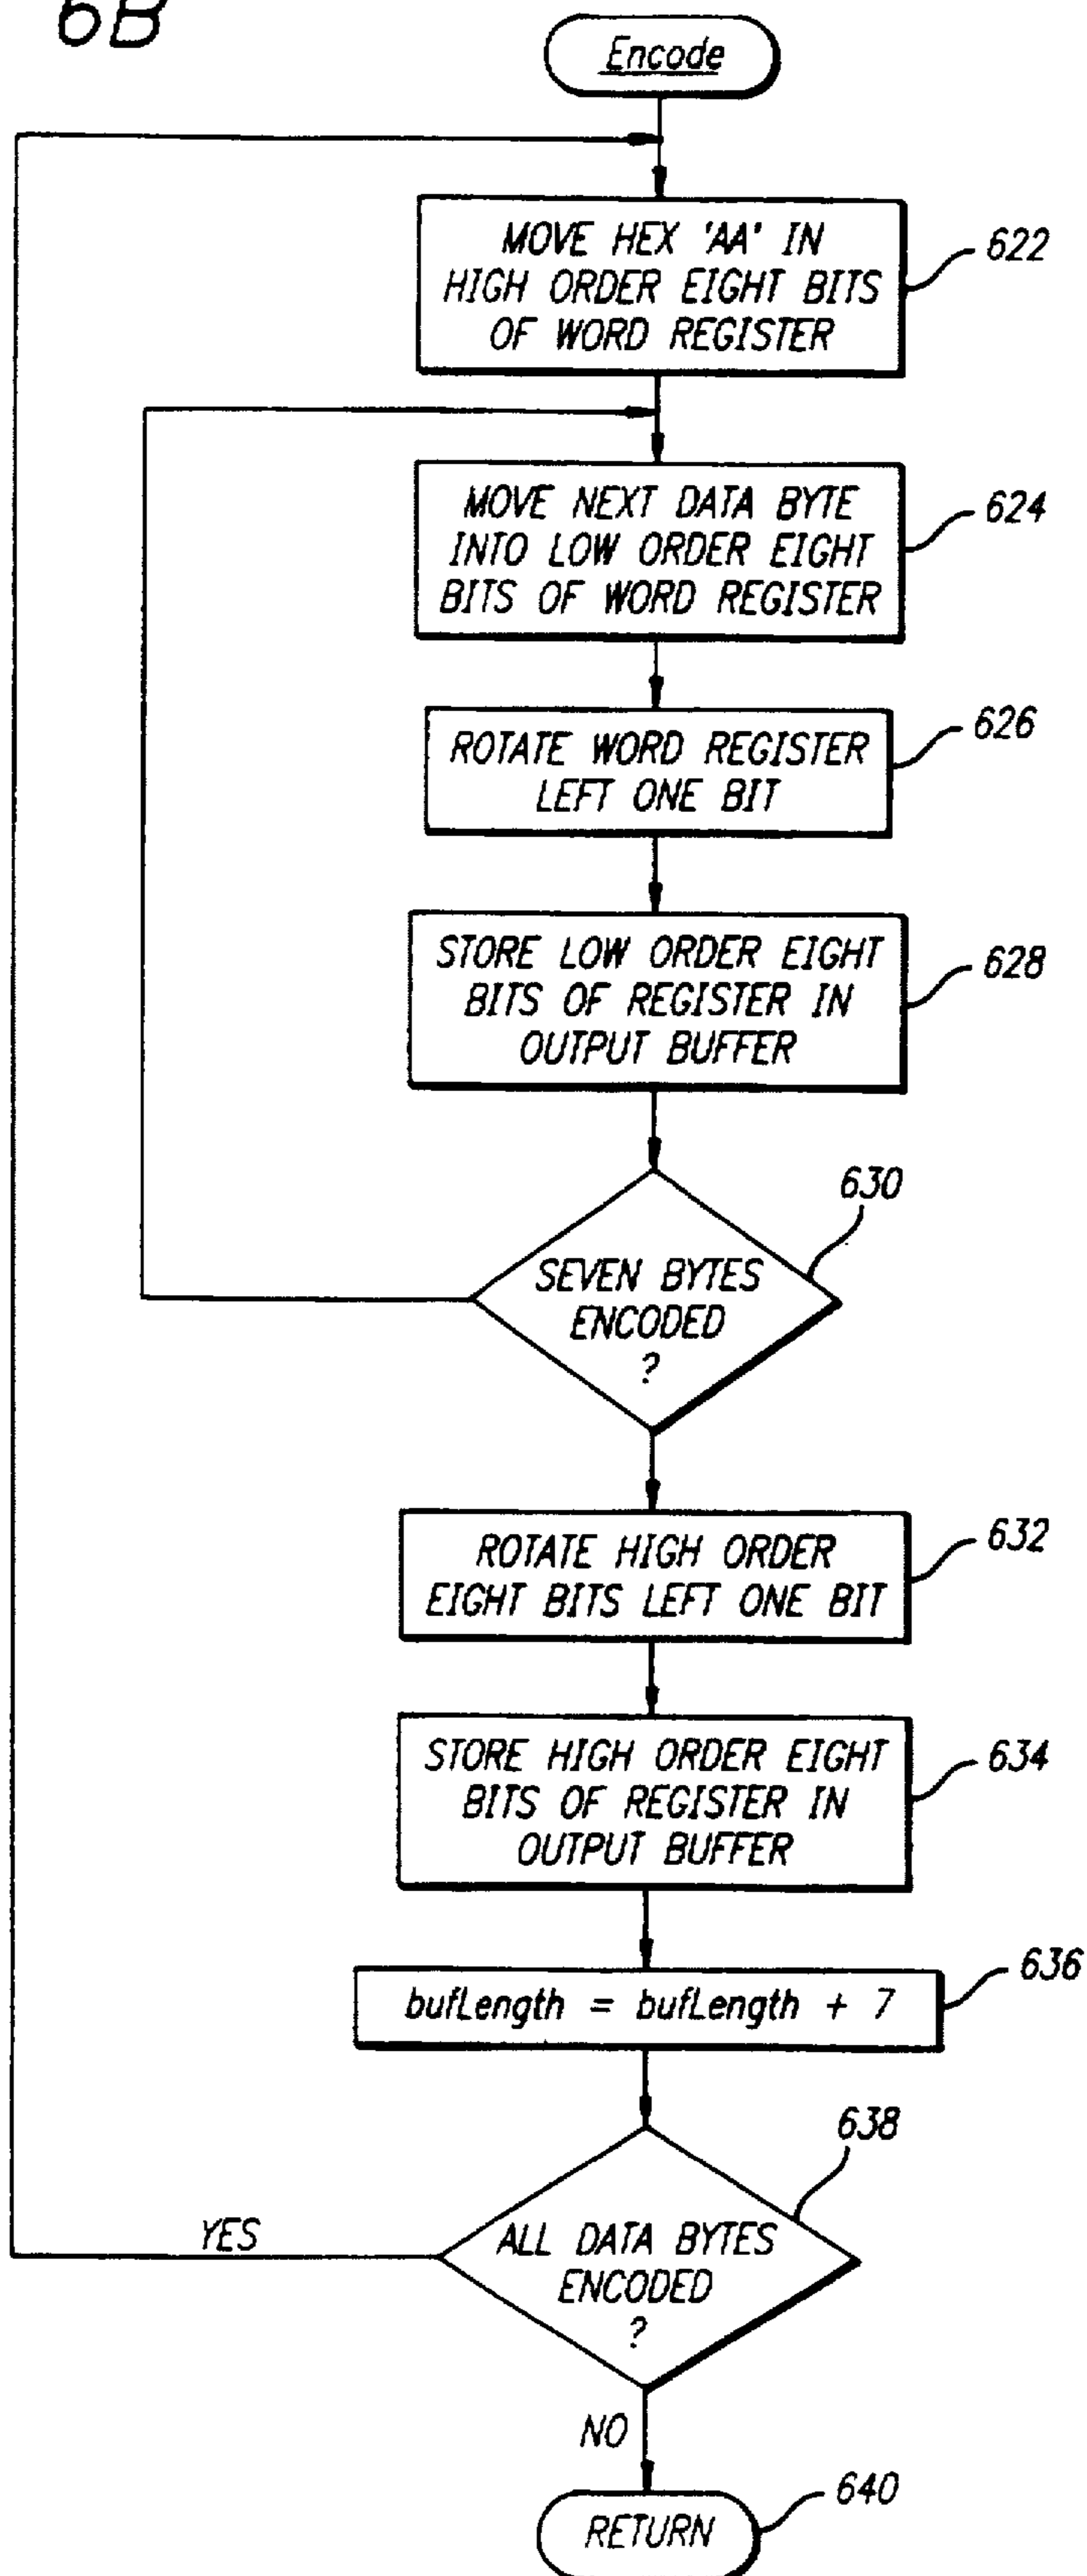 6B
Encode
MOVE HEX 'AA' IN
HIGH ORDER EIGHT BITS
OF WORD REGISTER
622
MOVE NEXT DATA BYTE
INTO LOW ORDER EIGHT
BITS OF WORD REGISTER
624
ROTATE WORD REGISTER
LEFT ONE BIT
626
STORE LOW ORDER EIGHT
BITS OF REGISTER IN
OUTPUT BUFFER
628
SEVEN BYTES
ENCODED
?
630
ROTATE HIGH ORDER
EIGHT BITS LEFT ONE BIT
632
STORE HIGH ORDER EIGHT
BITS OF REGISTER IN
OUTPUT BUFFER
634
bufLength = bufLength + 7
636
ALL DATA BYTES
ENCODED
?
638
YES
NO
RETURN
640